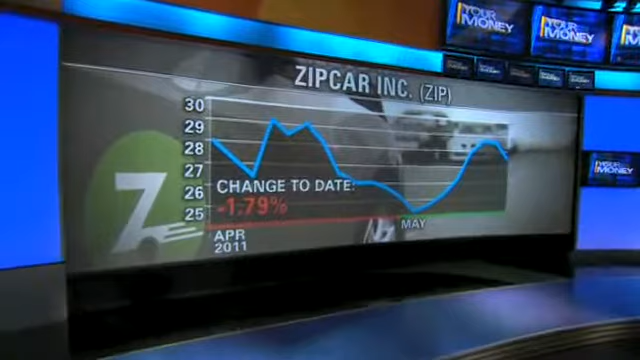 YOUR
MONEY
YOUR
MONEY
ZIPCAR INC. (ZIP)
30
29
28
27
26
25
Z
CHANGE TO DATE:
-1.79%
APR
2011
MAY
YOUR
MONEY